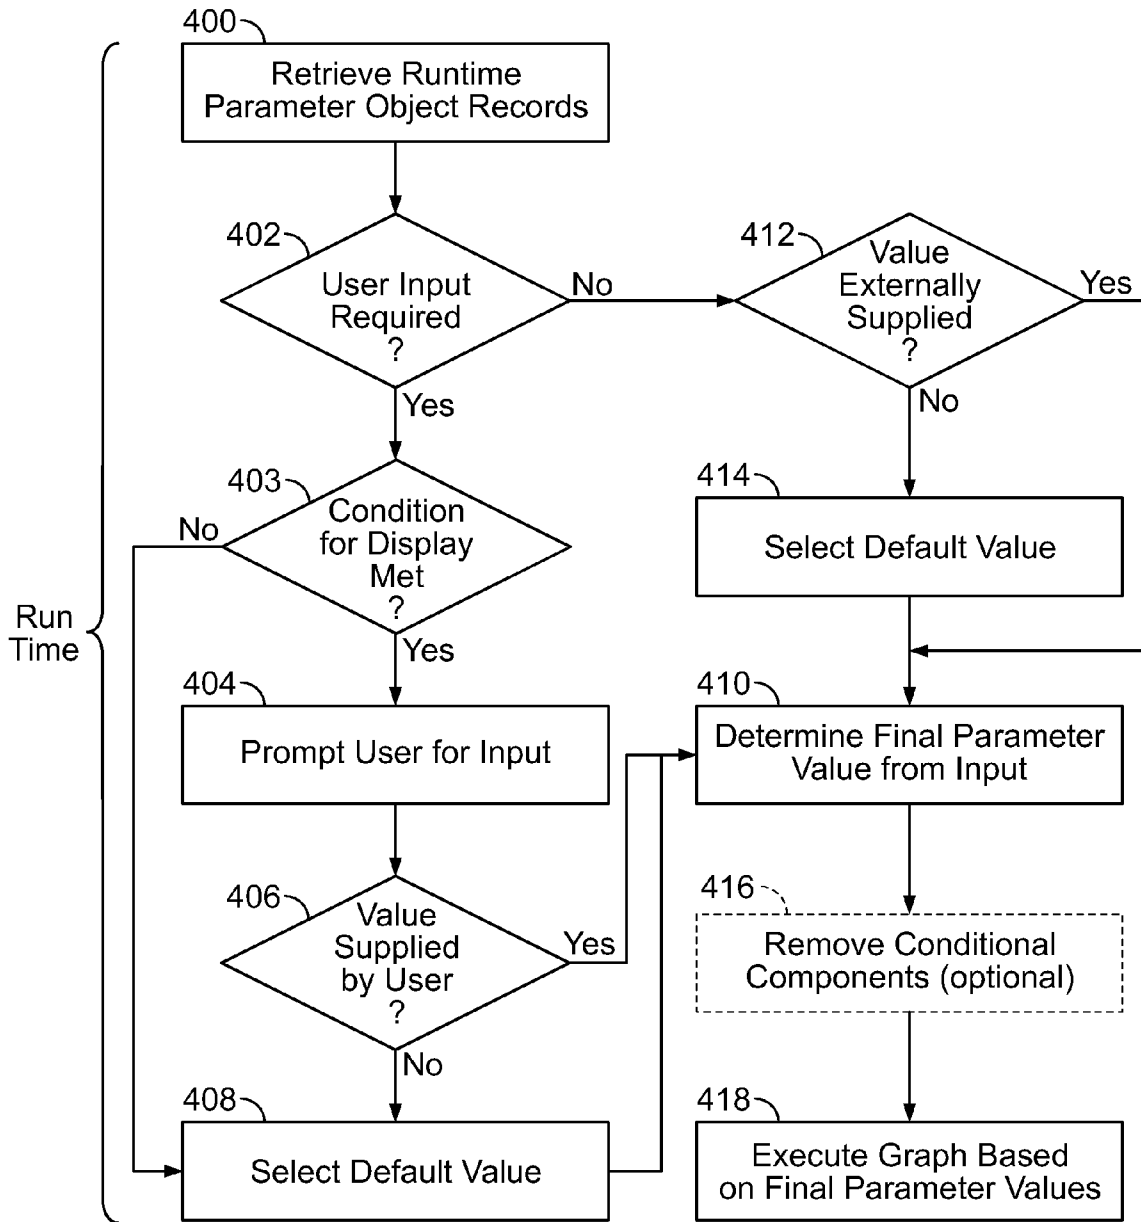 400
Retrieve Runtime
Parameter Object Records
402
User Input
Required
?
No
Yes
412
Value
Externally
Supplied
?
Yes
No
403
Condition
for Display
Met
?
No
Yes
414
Select Default Value
Run
Time
404
Prompt User for Input
410
Determine Final Parameter
Value from Input
406
Value
Supplied
by User
?
Yes
No
416
Remove Conditional
Components (optional)
408
Select Default Value
418
Execute Graph Based
on Final Parameter Values